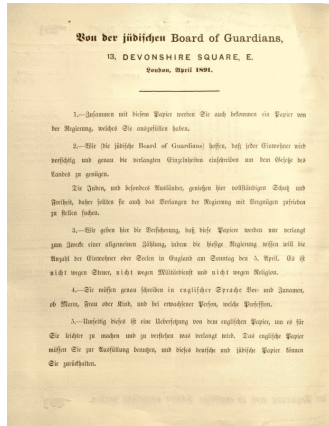 Von der jüdischen Board of Guardians,
13, DEVONSHIRE SQUARE, E.
London, April 1891.
1.—Zusammen mit diesem Papier werden Sie auch bekommen ein Papier von
der Regierung, welches Sie auszufüllen haben.
2.—Wir (die jüdische Board of Guardians) hoffen, daß jeder Einwohner wird
vorsichtig und genau die verlangten Einzelnheiten einschreiben um dem Gesetze des
Landes zu genügen.
Die Juden, und besonders Ausländer, genießen hier vollständigen Schutz und
Freiheit, daher sollten sie auch das Verlangen der Regierung mit Vergnügen zufrieden
zu stellen suchen.
3.—Wir geben hier die Versicherung, daß diese Papiere werden nur verlangt
zum Zwecke einer allgemeinen Zählung, indem die hiesige Regierung wissen will die
Anzahl der Einwohner oder Seelen in England am Sonntag den 5. April. Es ist
nicht wegen Steuer, nicht wegen Militärdienst und nicht wegen Religion.
4.—Sie müssen genau schreiben in englischer Sprache Vor- und Zunamen,
ob Mann, Frau oder Kind, und bei erwachsener Person, welche Profession.
5.—Umseitig dieses ist eine Uebersetzung von dem englischen Papier, um es für
Sie leichter zu machen und zu verstehen was verlangt wird. Das englische Papier
müssen Sie zur Ausfüllung benutzen, und dieses deutsche und jüdische Papier können
Sie zurückhalten.